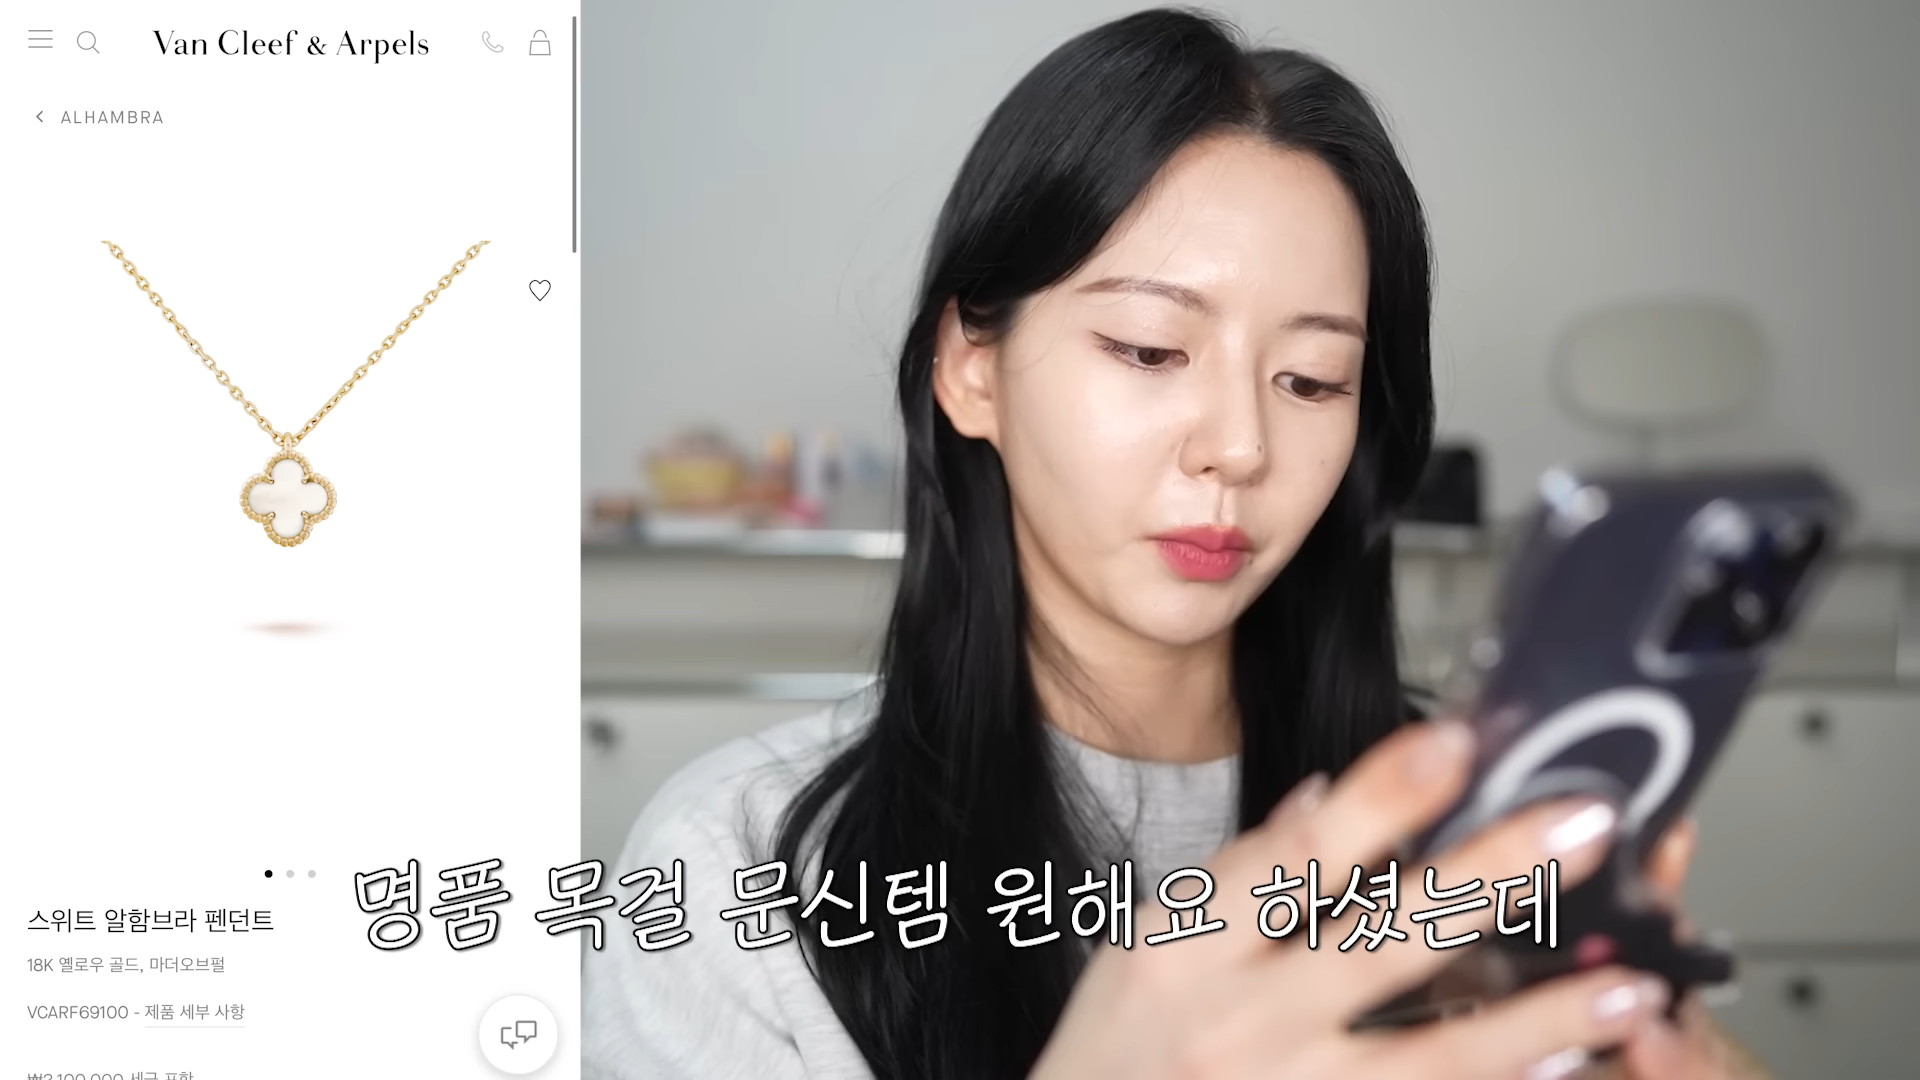 Van Cleef & Arpels
ALHAMBRA
스위트 알함브라 펜던트
18K 옐로우 골드, 마더오브펄
VCARF69100 - 제품 세부 사항
명품 목걸 문신템 원해요 하셨는데